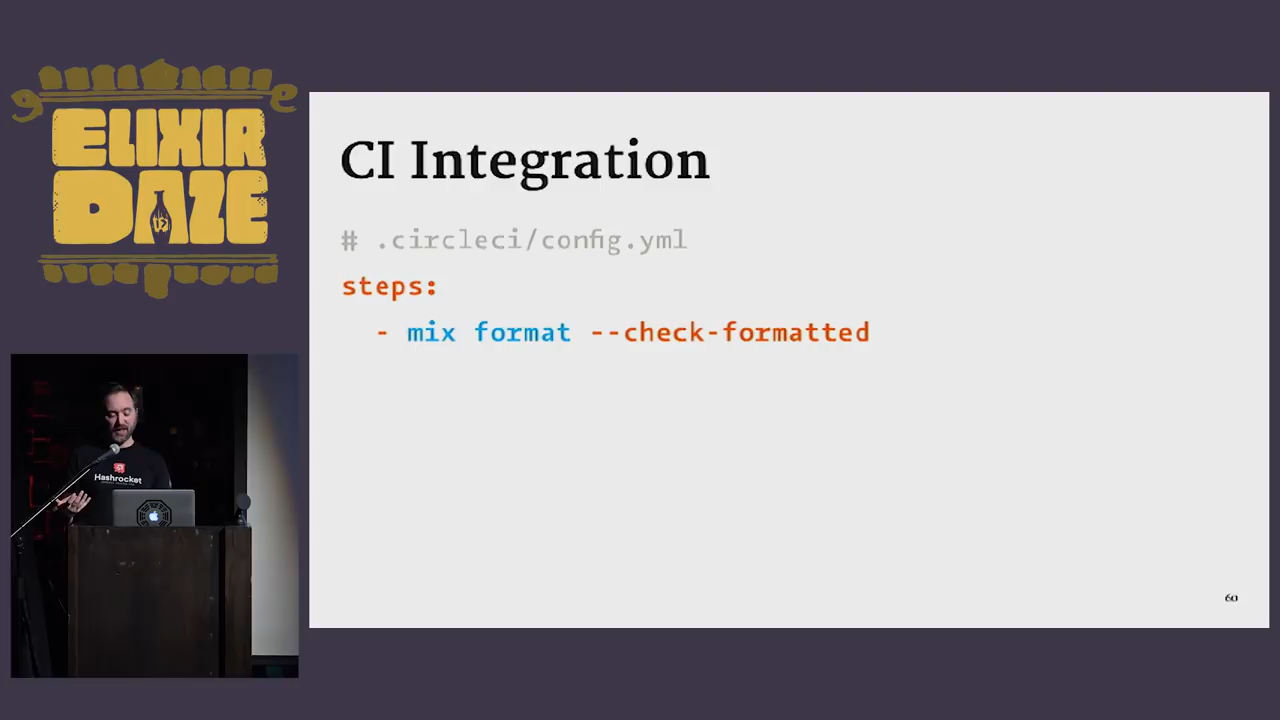 ELIXIR
DAZE
CI Integration
# .circleci/config.yml
steps:
- mix format --check-formatted
Hashrocket
60